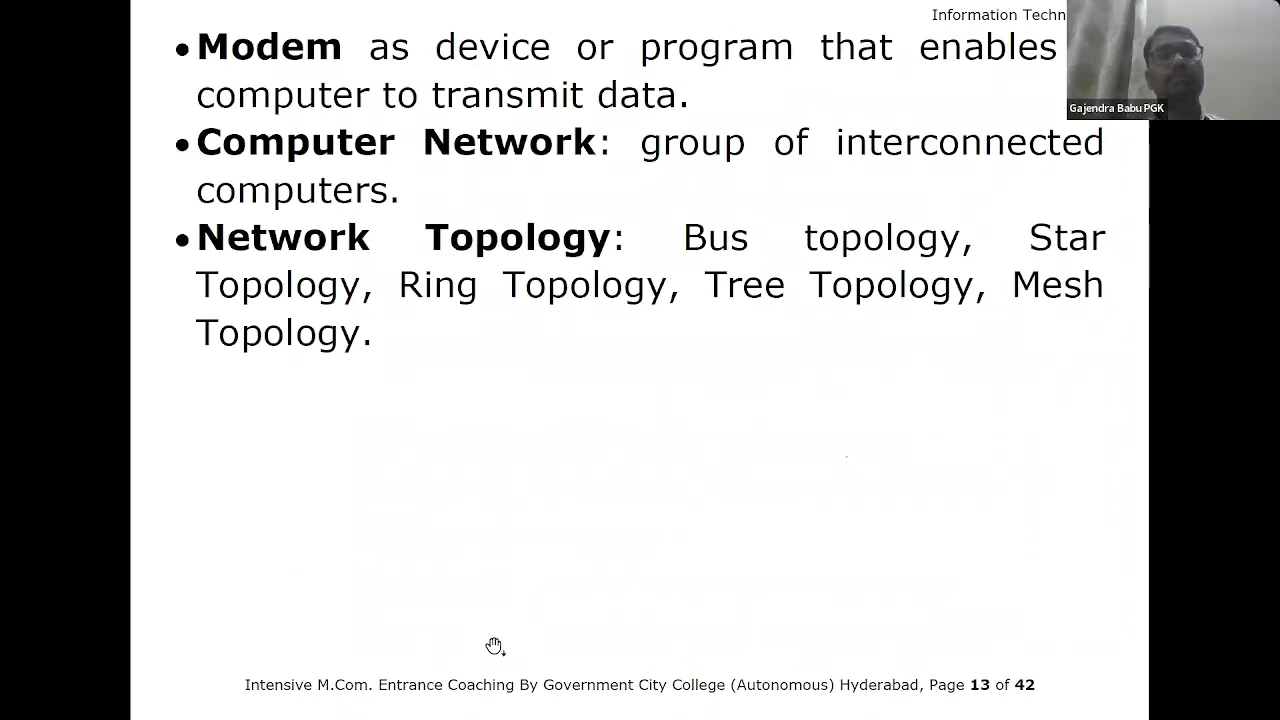 Information Techn
• Modem as device or program that enables
computer to transmit data.
Gajendra Babu PGK
• Computer Network: group of interconnected
computers.
• Network Topology: Bus topology, Star
Topology, Ring Topology, Tree Topology, Mesh
Topology.
Intensive M.Com. Entrance Coaching By Government City College (Autonomous) Hyderabad, Page 13 of 42